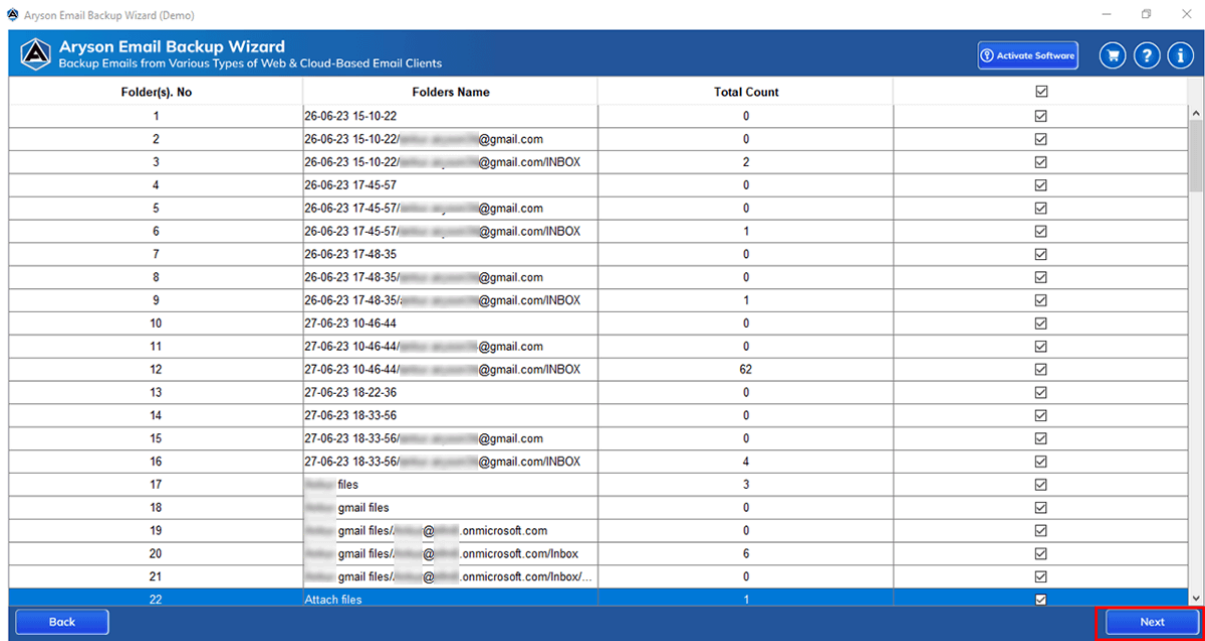 Aryson Email Backup Wizard (Demo)
Aryson Email Backup Wizard
Backup Emails from Various Types of Web & Cloud-Based Email Clients
Activate Software
Folder(s). No Folders Name Total Count
1 26-06-23 15-10-22 0
2 26-06-23 15-10-22/ @gmail.com 0
3 26-06-23 15-10-22/ @gmail.com/INBOX 2
4 26-06-23 17-45-57 0
5 26-06-23 17-45-57/ @gmail.com 0
6 26-06-23 17-45-57/ @gmail.com/INBOX 1
7 26-06-23 17-48-35 0
8 26-06-23 17-48-35/ @gmail.com 0
9 26-06-23 17-48-35/ @gmail.com/INBOX 1
10 27-06-23 10-46-44 0
11 27-06-23 10-46-44/ @gmail.com 0
12 27-06-23 10-46-44/ @gmail.com/INBOX 62
13 27-06-23 18-22-36 0
14 27-06-23 18-33-56 0
15 27-06-23 18-33-56/ @gmail.com 0
16 27-06-23 18-33-56/ @gmail.com/INBOX 4
17 files 3
18 gmail files 0
19 gmail files/ @ .onmicrosoft.com 0
20 gmail files/ @ .onmicrosoft.com/Inbox 6
21 gmail files/ @ .onmicrosoft.com/Inbox/... 0
22 Attach files 1
Back Next